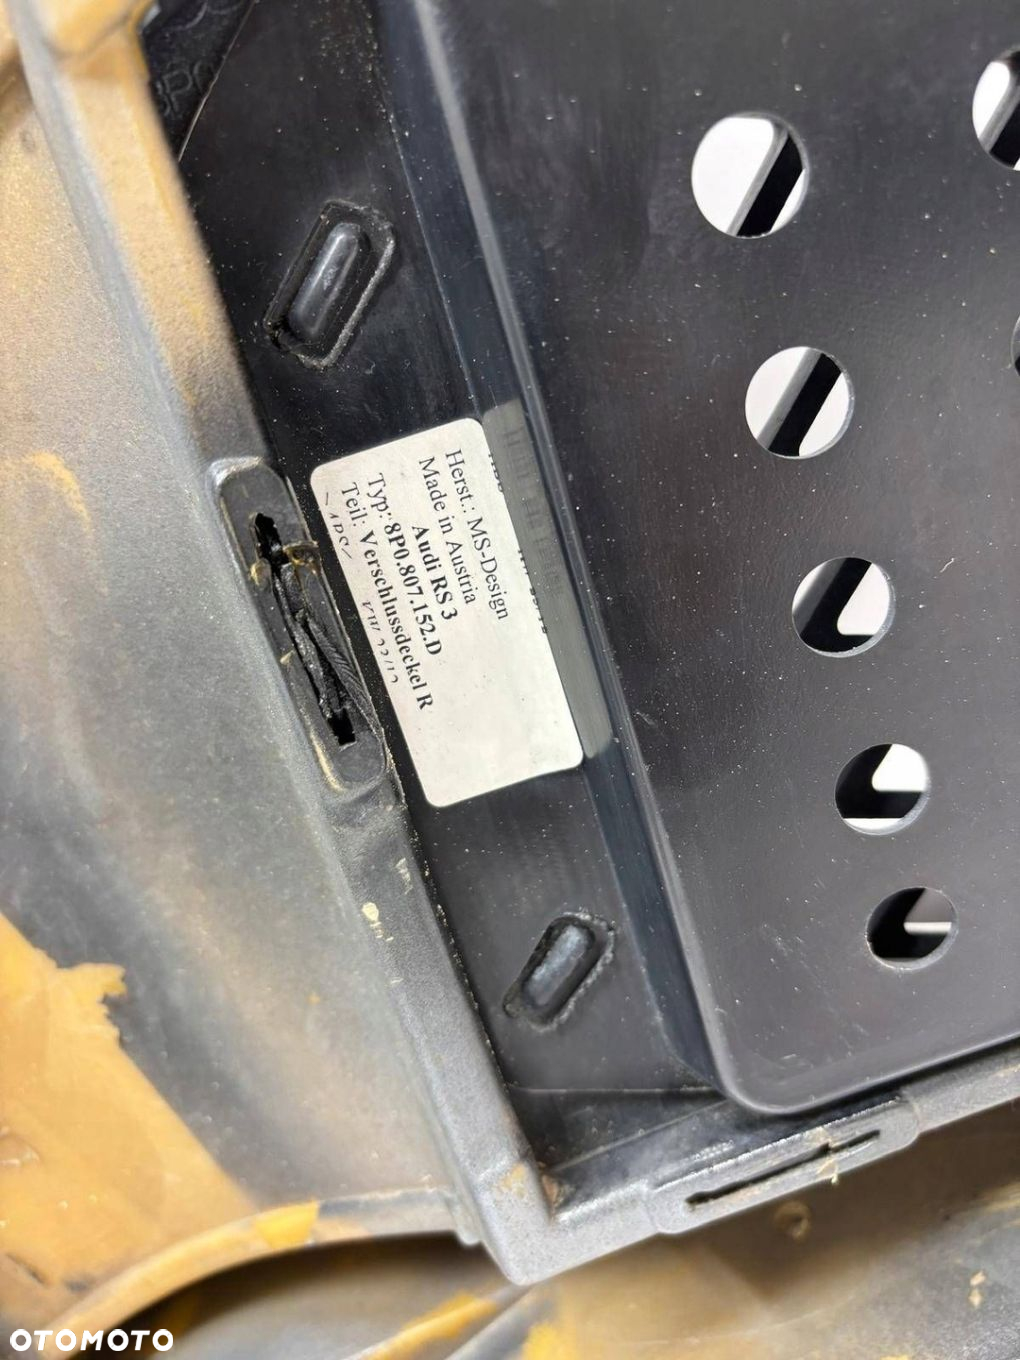 Herst.: MS-Design
Made in Austria
Audi RS 3
Typ: 8P0.807.152.D
Teil: Verschlussdeckel R
OTOMOTO